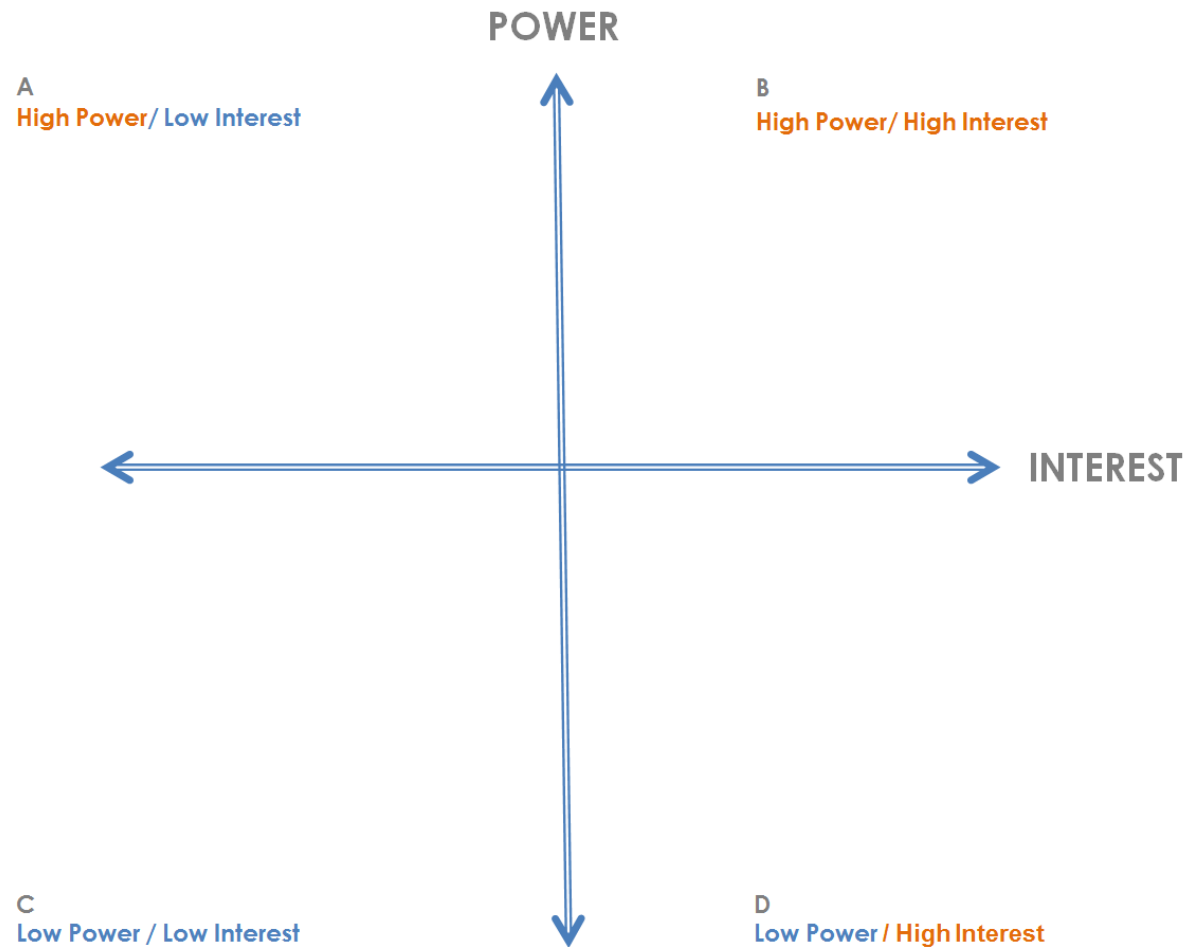 POWER
A
High Power/ Low Interest
B
High Power/ High Interest
INTEREST
C
Low Power / Low Interest
D
Low Power / High Interest